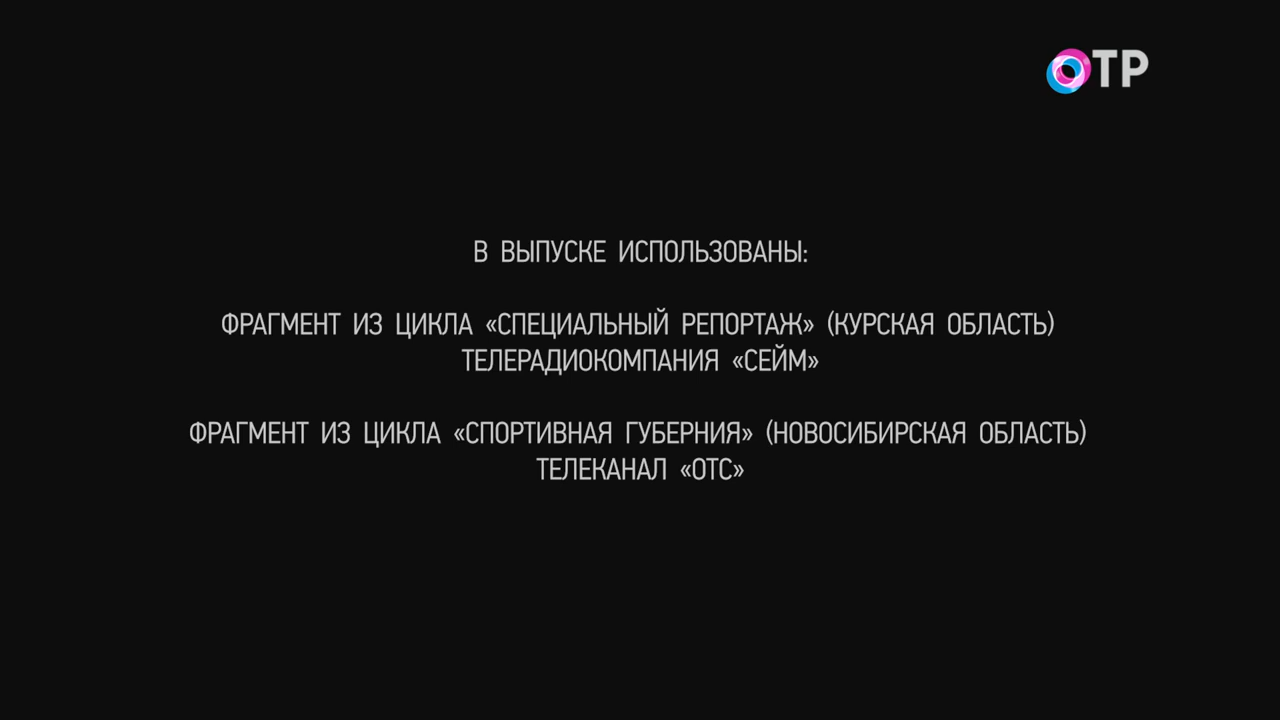 ОТР
В ВЫПУСКЕ ИСПОЛЬЗОВАНЫ:
ФРАГМЕНТ ИЗ ЦИКЛА «СПЕЦИАЛЬНЫЙ РЕПОРТАЖ» (КУРСКАЯ ОБЛАСТЬ)
ТЕЛЕРАДИОКОМПАНИЯ «СЕЙМ»
ФРАГМЕНТ ИЗ ЦИКЛА «СПОРТИВНАЯ ГУБЕРНИЯ» (НОВОСИБИРСКАЯ ОБЛАСТЬ)
ТЕЛЕКАНАЛ «ОТС»